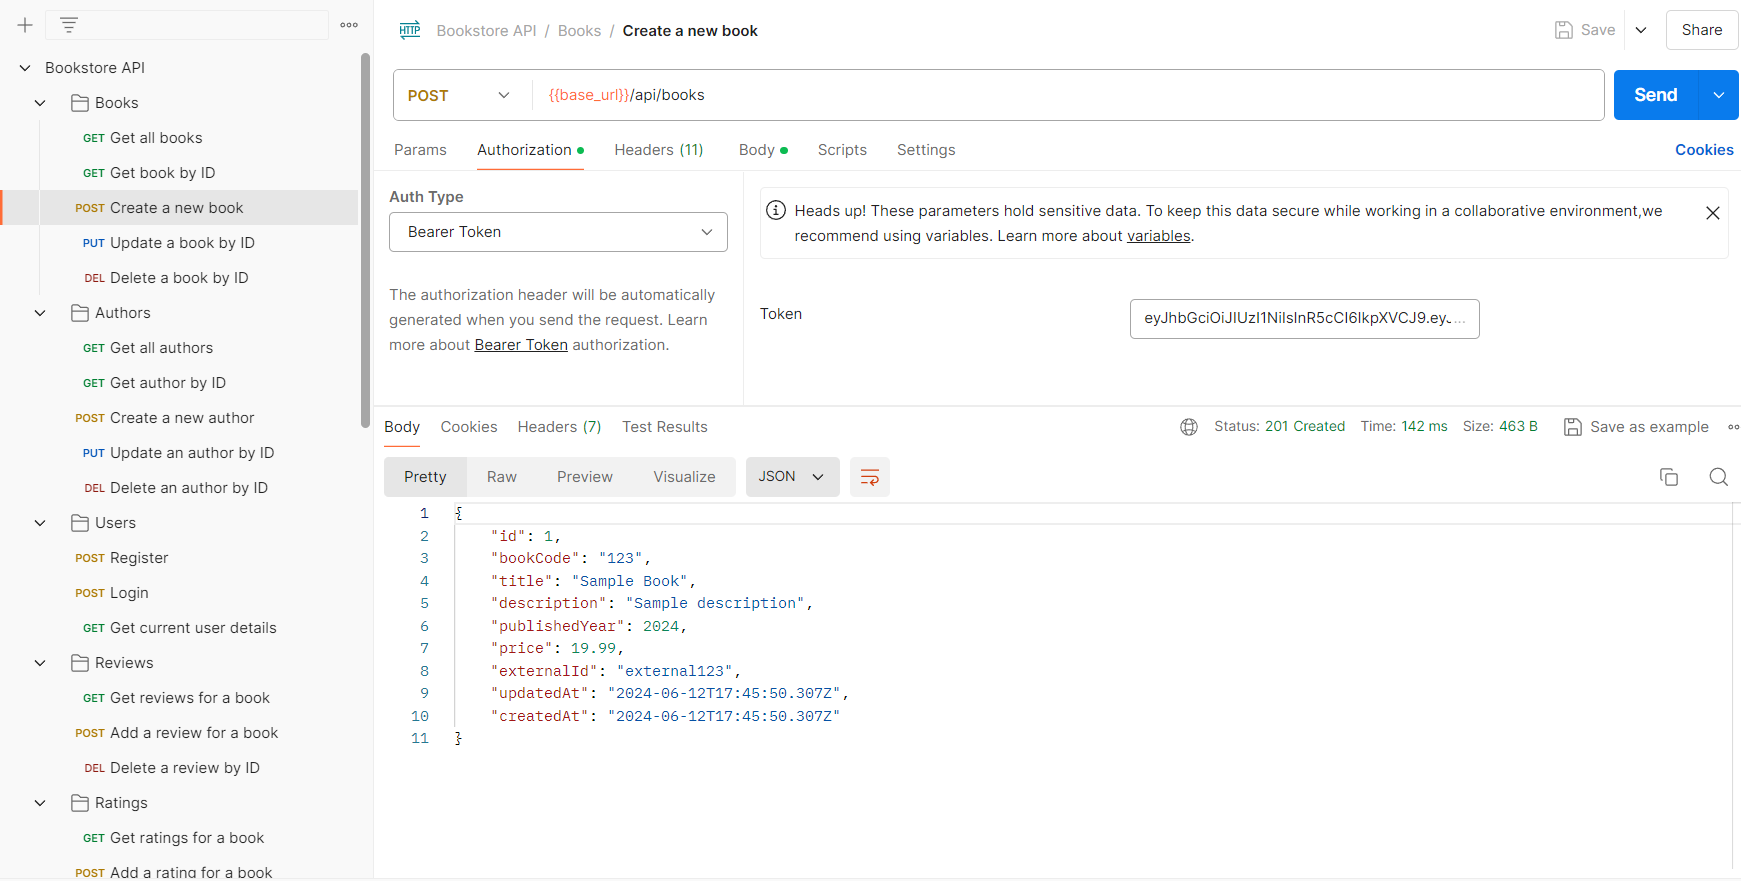 Bookstore API
Books
GET Get all books
GET Get book by ID
POST Create a new book
PUT Update a book by ID
DEL Delete a book by ID
Authors
GET Get all authors
GET Get author by ID
POST Create a new author
PUT Update an author by ID
DEL Delete an author by ID
Users
POST Register
POST Login
GET Get current user details
Reviews
GET Get reviews for a book
POST Add a review for a book
DEL Delete a review by ID
Ratings
GET Get ratings for a book
POST Add a rating for a book
HTTP Bookstore API / Books / Create a new book
Save
Share
POST {{base_url}}/api/books
Send
Params Authorization Headers (11) Body Scripts Settings
Cookies
Auth Type
Bearer Token
The authorization header will be automatically
generated when you send the request. Learn
more about Bearer Token authorization.
Heads up! These parameters hold sensitive data. To keep this data secure while working in a collaborative environment,we
recommend using variables. Learn more about variables.
Token
eyJhbGciOiJIUzI1NiIsInR5cCI6IkpXVCJ9.eyJ...
Body Cookies Headers (7) Test Results
Status: 201 Created Time: 142 ms Size: 463 B Save as example
Pretty Raw Preview Visualize JSON
1 {
2 "id": 1,
3 "bookCode": "123",
4 "title": "Sample Book",
5 "description": "Sample description",
6 "publishedYear": 2024,
7 "price": 19.99,
8 "externalId": "external123",
9 "updatedAt": "2024-06-12T17:45:50.307Z",
10 "createdAt": "2024-06-12T17:45:50.307Z"
11 }